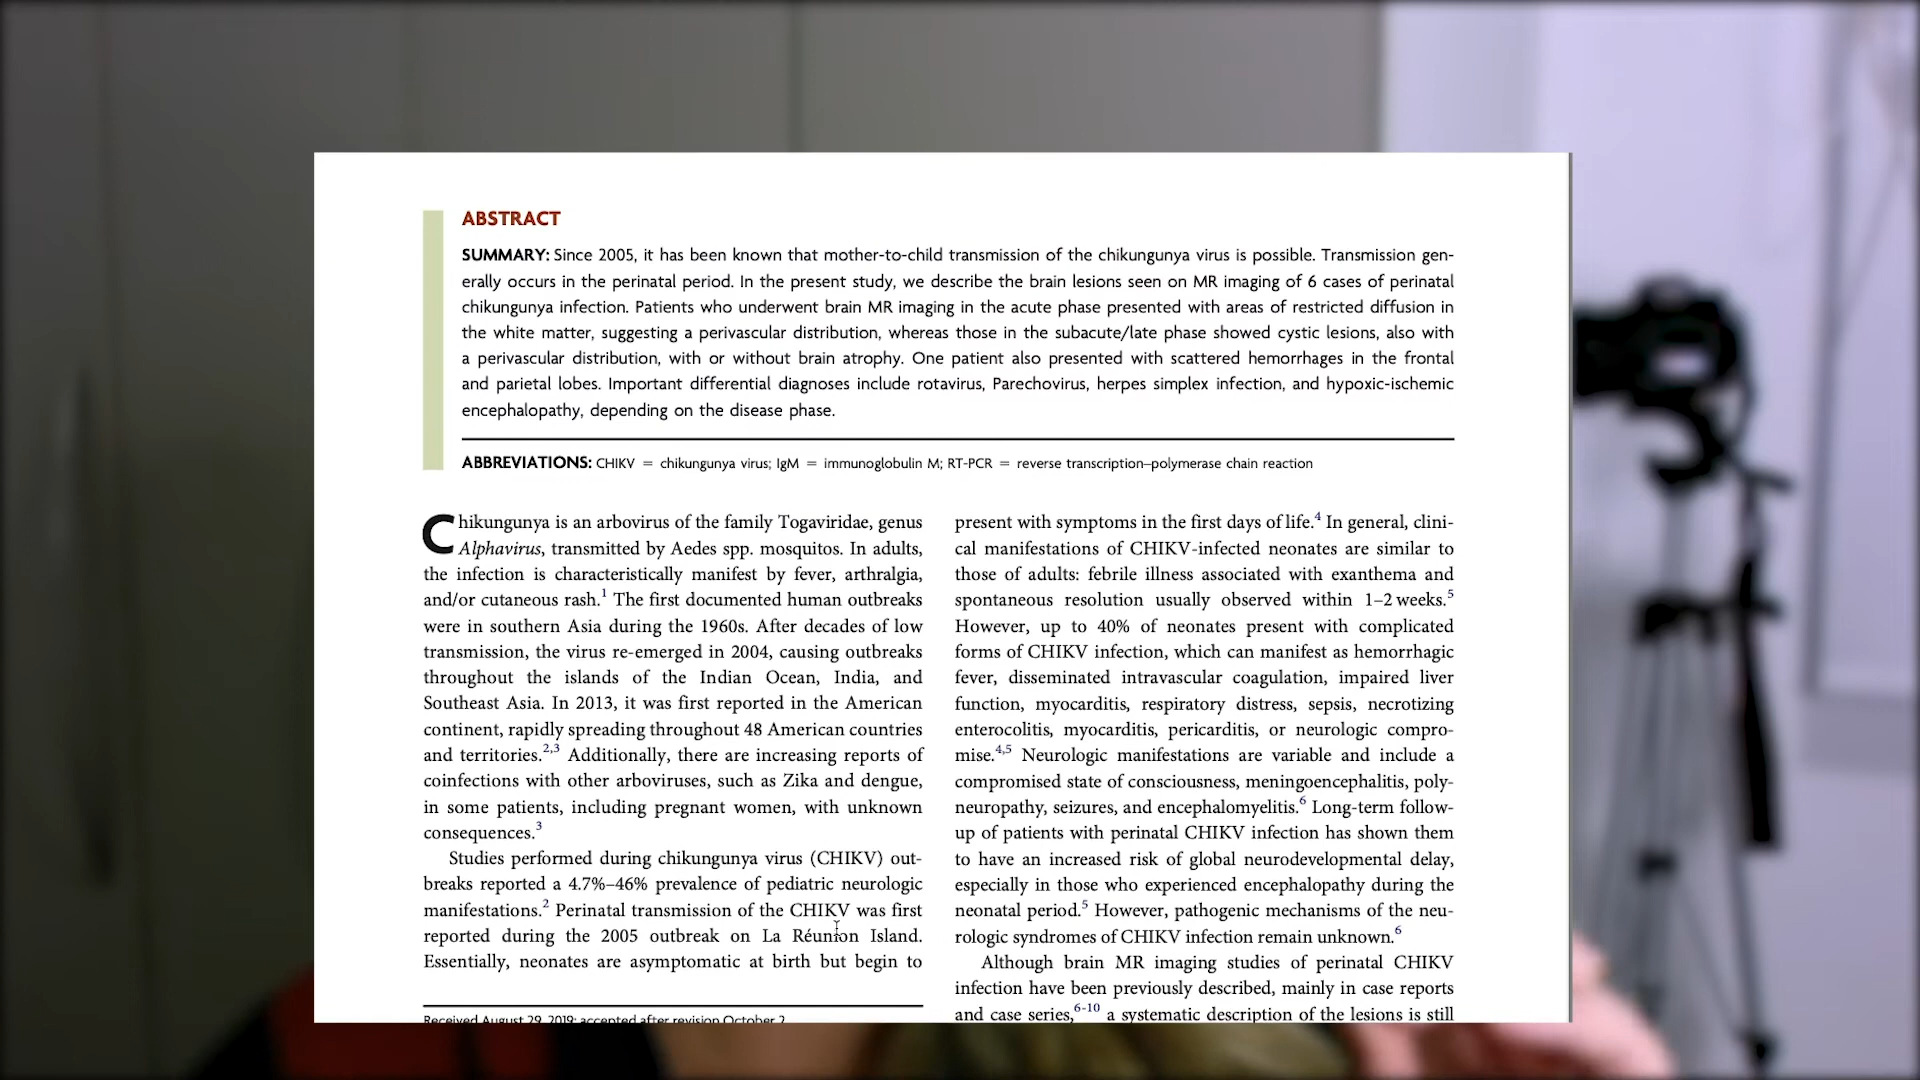 ABSTRACT
SUMMARY: Since 2005, it has been known that mother-to-child transmission of the chikungunya virus is possible. Transmission gen-
erally occurs in the perinatal period. In the present study, we describe the brain lesions seen on MR imaging of 6 cases of perinatal
chikungunya infection. Patients who underwent brain MR imaging in the acute phase presented with areas of restricted diffusion in
the white matter, suggesting a perivascular distribution, whereas those in the subacute/late phase showed cystic lesions, also with
a perivascular distribution, with or without brain atrophy. One patient also presented with scattered hemorrhages in the frontal
and parietal lobes. Important differential diagnoses include rotavirus, Parechovirus, herpes simplex infection, and hypoxic-ischemic
encephalopathy, depending on the disease phase.
ABBREVIATIONS: CHIKV = chikungunya virus; IgM = immunoglobulin M; RT-PCR = reverse transcription–polymerase chain reaction
Chikungunya is an arbovirus of the family Togaviridae, genus
Alphavirus, transmitted by Aedes spp. mosquitos. In adults,
the infection is characteristically manifest by fever, arthralgia,
and/or cutaneous rash.1 The first documented human outbreaks
were in southern Asia during the 1960s. After decades of low
transmission, the virus re-emerged in 2004, causing outbreaks
throughout the islands of the Indian Ocean, India, and
Southeast Asia. In 2013, it was first reported in the American
continent, rapidly spreading throughout 48 American countries
and territories.2,3 Additionally, there are increasing reports of
coinfections with other arboviruses, such as Zika and dengue,
in some patients, including pregnant women, with unknown
consequences.3
Studies performed during chikungunya virus (CHIKV) out-
breaks reported a 4.7%–46% prevalence of pediatric neurologic
manifestations.2 Perinatal transmission of the CHIKV was first
reported during the 2005 outbreak on La Réunion Island.
Essentially, neonates are asymptomatic at birth but begin to
Received August 29, 2019; accepted after revision October 2
present with symptoms in the first days of life.4 In general, clini-
cal manifestations of CHIKV-infected neonates are similar to
those of adults: febrile illness associated with exanthema and
spontaneous resolution usually observed within 1–2 weeks.5
However, up to 40% of neonates present with complicated
forms of CHIKV infection, which can manifest as hemorrhagic
fever, disseminated intravascular coagulation, impaired liver
function, myocarditis, respiratory distress, sepsis, necrotizing
enterocolitis, myocarditis, pericarditis, or neurologic compro-
mise.4,5 Neurologic manifestations are variable and include a
compromised state of consciousness, meningoencephalitis, poly-
neuropathy, seizures, and encephalomyelitis.6 Long-term follow-
up of patients with perinatal CHIKV infection has shown them
to have an increased risk of global neurodevelopmental delay,
especially in those who experienced encephalopathy during the
neonatal period.5 However, pathogenic mechanisms of the neu-
rologic syndromes of CHIKV infection remain unknown.6
Although brain MR imaging studies of perinatal CHIKV
infection have been previously described, mainly in case reports
and case series,6-10 a systematic description of the lesions is still